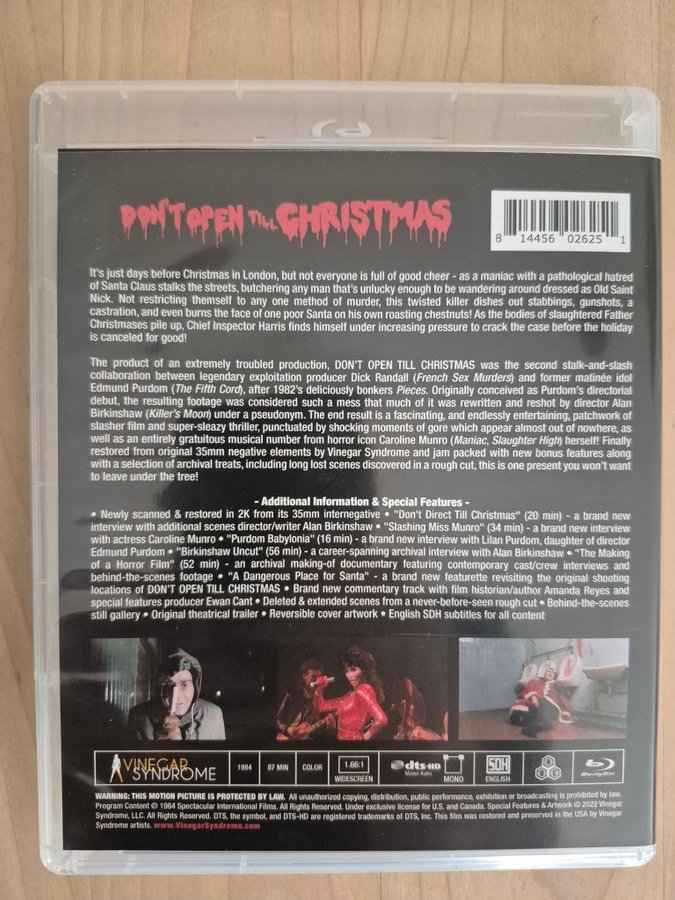 DON'T OPEN TILL CHRISTMAS
8 14456 02625 1
It's just days before Christmas in London, but not everyone is full of good cheer - as a maniac with a pathological hatred
of Santa Claus stalks the streets, butchering any man that's unlucky enough to be wandering around dressed as Old Saint
Nick. Not restricting themself to any one method of murder, this twisted killer dishes out stabbings, gunshots, a
castration, and even burns the face of one poor Santa on his own roasting chestnuts! As the bodies of slaughtered Father
Christmases pile up, Chief Inspector Harris finds himself under increasing pressure to crack the case before the holiday
is canceled for good!
The product of an extremely troubled production, DON'T OPEN TILL CHRISTMAS was the second stalk-and-slash
collaboration between legendary exploitation producer Dick Randall (French Sex Murders) and former matinée idol
Edmund Purdom (The Fifth Cord), after 1982's deliciously bonkers Pieces. Originally conceived as Purdom's directorial
debut, the resulting footage was considered such a mess that much of it was rewritten and reshot by director Alan
Birkinshaw (Killer's Moon) under a pseudonym. The end result is a fascinating, and endlessly entertaining, patchwork of
slasher film and super-sleazy thriller, punctuated by shocking moments of gore which appear almost out of nowhere, as
well as an entirely gratuitous musical number from horror icon Caroline Munro (Maniac, Slaughter High) herself! Finally
restored from original 35mm negative elements by Vinegar Syndrome and jam packed with new bonus features along
with a selection of archival treats, including long lost scenes discovered in a rough cut, this is one present you won't want
to leave under the tree!
- Additional Information & Special Features -
• Newly scanned & restored in 2K from its 35mm internegative • "Don't Direct Till Christmas" (20 min) - a brand new
interview with additional scenes director/writer Alan Birkinshaw • "Slashing Miss Munro" (34 min) - a brand new interview
with actress Caroline Munro • "Purdom Babylonia" (16 min) - a brand new interview with Lilan Purdom, daughter of director
Edmund Purdom • "Birkinshaw Uncut" (56 min) - a career-spanning archival interview with Alan Birkinshaw • "The Making
of a Horror Film" (52 min) - an archival making-of documentary featuring contemporary cast/crew interviews and
behind-the-scenes footage • "A Dangerous Place for Santa" - a brand new featurette revisiting the original shooting
locations of DON'T OPEN TILL CHRISTMAS • Brand new commentary track with film historian/author Amanda Reyes and
special features producer Ewan Cant • Deleted & extended scenes from a never-before-seen rough cut • Behind-the-scenes
still gallery • Original theatrical trailer • Reversible cover artwork • English SDH subtitles for all content
VINEGAR SYNDROME 1984 87 MIN COLOR 1.66:1 WIDESCREEN dts-HD Master Audio MONO SDH ENGLISH A B C Blu-ray Disc
WARNING: THIS MOTION PICTURE IS PROTECTED BY LAW. All unauthorized copying, distribution, public performance, exhibition or broadcasting is prohibited by law.
Program Content © 1984 Spectacular International Films. All Rights Reserved. Under exclusive license for U.S. and Canada. Special Features & Artwork © 2022 Vinegar
Syndrome, LLC. All Rights Reserved. DTS, the symbol, and DTS-HD are registered trademarks of DTS, Inc. This film was restored and preserved in the USA by Vinegar
Syndrome artists. www.VinegarSyndrome.com